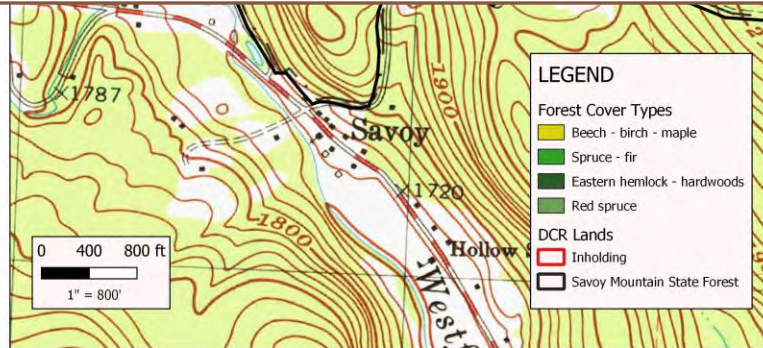 1787
Savoy
1900
1720
1800
Hollow
Westf
LEGEND
Forest Cover Types
Beech - birch - maple
Spruce - fir
Eastern hemlock - hardwoods
Red spruce
DCR Lands
Inholding
Savoy Mountain State Forest
0 400 800 ft
1" = 800'